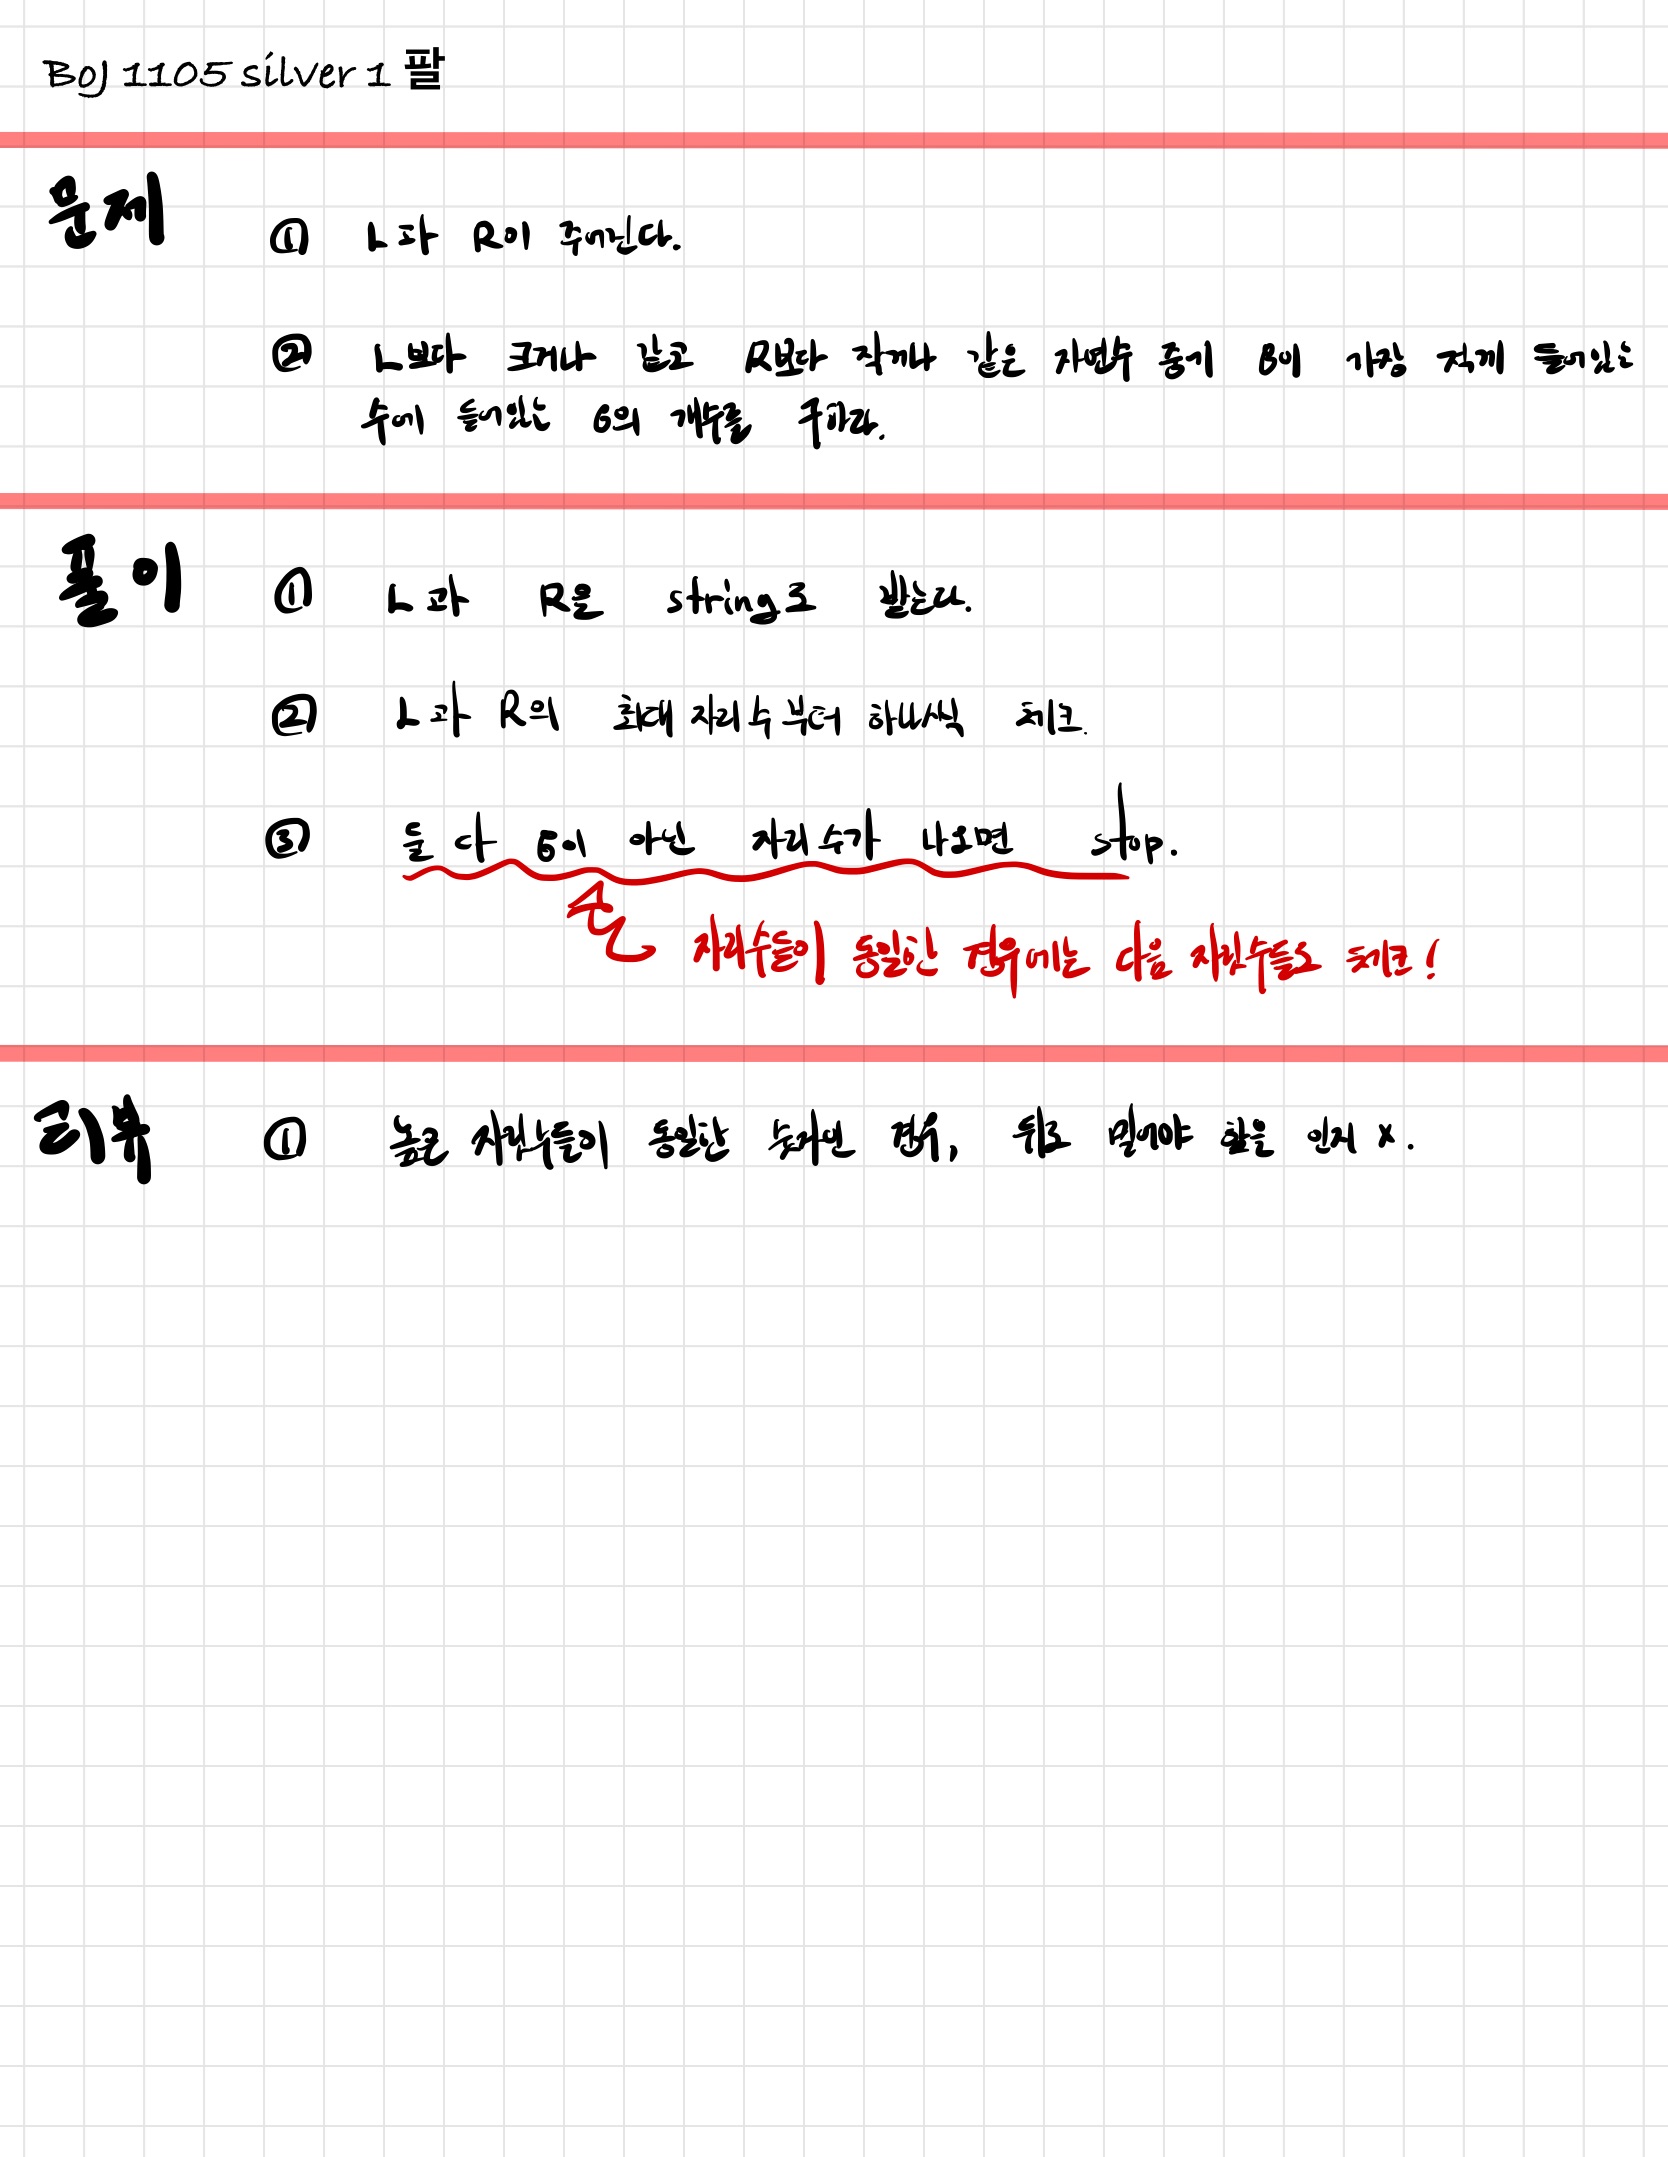 BOJ 1105 silver 1 팔
문제
① L과 R이 주어진다.
② L보다 크거나 같고 R보다 작거나 같은 자연수 중에 8이 가장 적게 들어있는
수에 들어있는 8의 개수를 구하라.
풀이
① L과 R을 string로 받는다.
② L과 R의 최대 자리수부터 하나씩 체크.
③ 둘 다 8이 아닌 자리수가 나오면 stop.
자리수들이 동일한 경우에는 다음 자릿수들도 체크!
리뷰
① 높은 자릿수들이 동일한 숫자인 경우, 뒤로 밀어야 함을 인지 X.